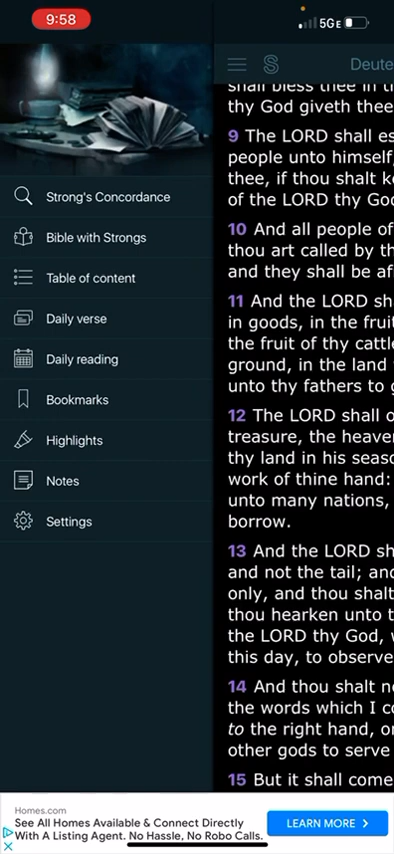 9:58
5GE
S
Deute
shall bless thee in t
thy God giveth thee
Strong's Concordance
Bible with Strongs
Table of content
Daily verse
Daily reading
Bookmarks
Highlights
Notes
Settings
9 The LORD shall es
people unto himself,
thee, if thou shalt k
of the LORD thy Go
10 And all people of
thou art called by th
and they shall be af
11 And the LORD sh
in goods, in the fruit
the fruit of thy cattle
ground, in the land
unto thy fathers to g
12 The LORD shall o
treasure, the heaven
thy land in his seaso
work of thine hand:
unto many nations,
borrow.
13 And the LORD sh
and not the tail; and
only, and thou shalt
thou hearken unto t
the LORD thy God, w
this day, to observe
14 And thou shalt n
the words which I co
to the right hand, or
other gods to serve
15 But it shall come
Homes.com
See All Homes Available & Connect Directly
With A Listing Agent. No Hassle, No Robo Calls.
LEARN MORE